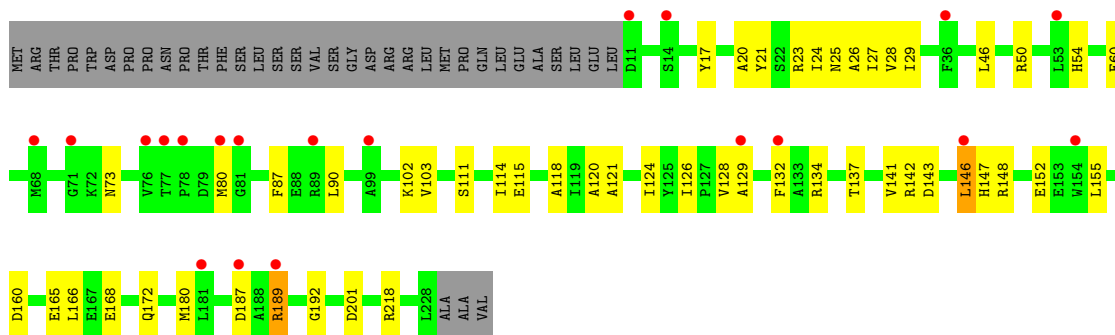 MET ARG THR PRO TRP ASP PRO PRO ASN PRO THR PHE SER LEU SER SER VAL SER GLY ASP ARG ARG LEU MET PRO GLN LEU GLU ALA SER LEU GLU LEU D11 S14 Y17 A20 Y21 S22 R23 I24 N25 A26 I27 V28 I29 F36 L46 R50 L53 H54
M68 G71 K72 N73 V76 T77 P78 D79 M80 G81 F87 E88 R89 L90 A99 K102 V103 S111 I114 E115 A118 I119 A120 A121 I124 Y125 I126 P127 V128 A129 F132 A133 R134 T137 V141 R142 D143 L146 H147 R148 E152 E153 W154 L155
D160 E165 L166 E167 E168 Q172 M180 L181 D187 A188 R189 G192 D201 R218 L228 ALA ALA VAL